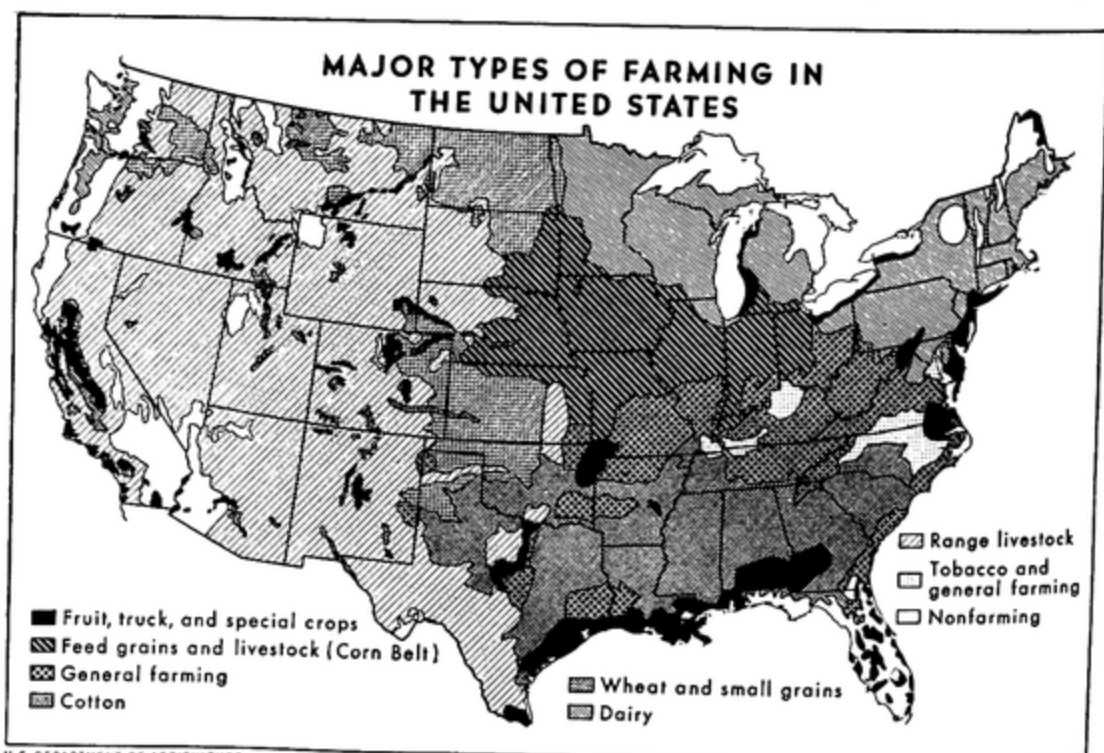 MAJOR TYPES OF FARMING IN
THE UNITED STATES
Range livestock
Tobacco and
general farming
Nonfarming
Fruit, truck, and special crops
Feed grains and livestock (Corn Belt)
General farming
Cotton
Wheat and small grains
Dairy